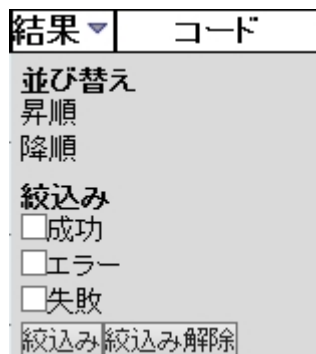 結果▼ コード
並び替え
昇順
降順
絞込み
成功
エラー
失敗
絞込み 絞込み解除